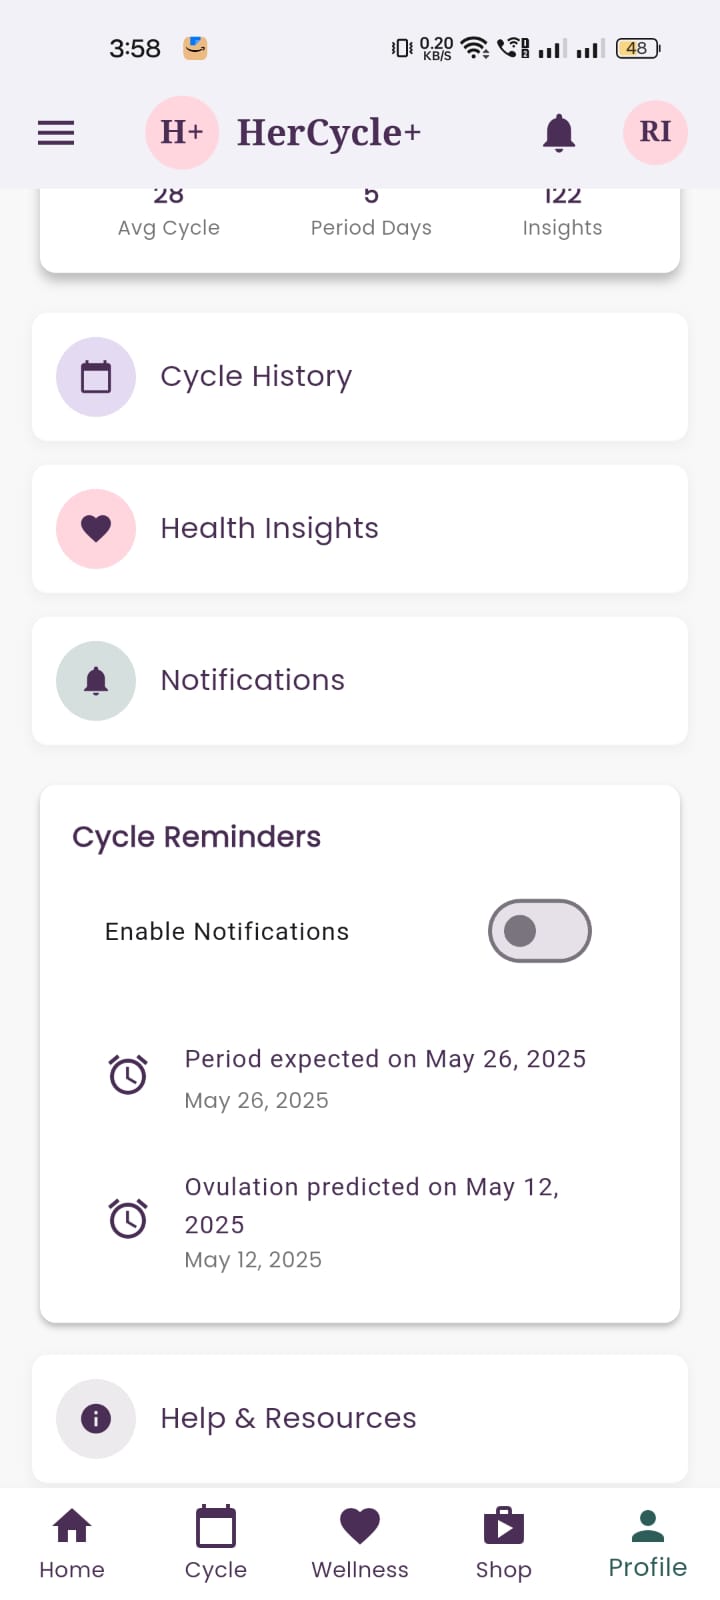 3:58 0.20 KB/S 48
H+ HerCycle+ RI
28 5 122
Avg Cycle Period Days Insights
Cycle History
Health Insights
Notifications
Cycle Reminders
Enable Notifications
Period expected on May 26, 2025
May 26, 2025
Ovulation predicted on May 12,
2025
May 12, 2025
Help & Resources
Home Cycle Wellness Shop Profile